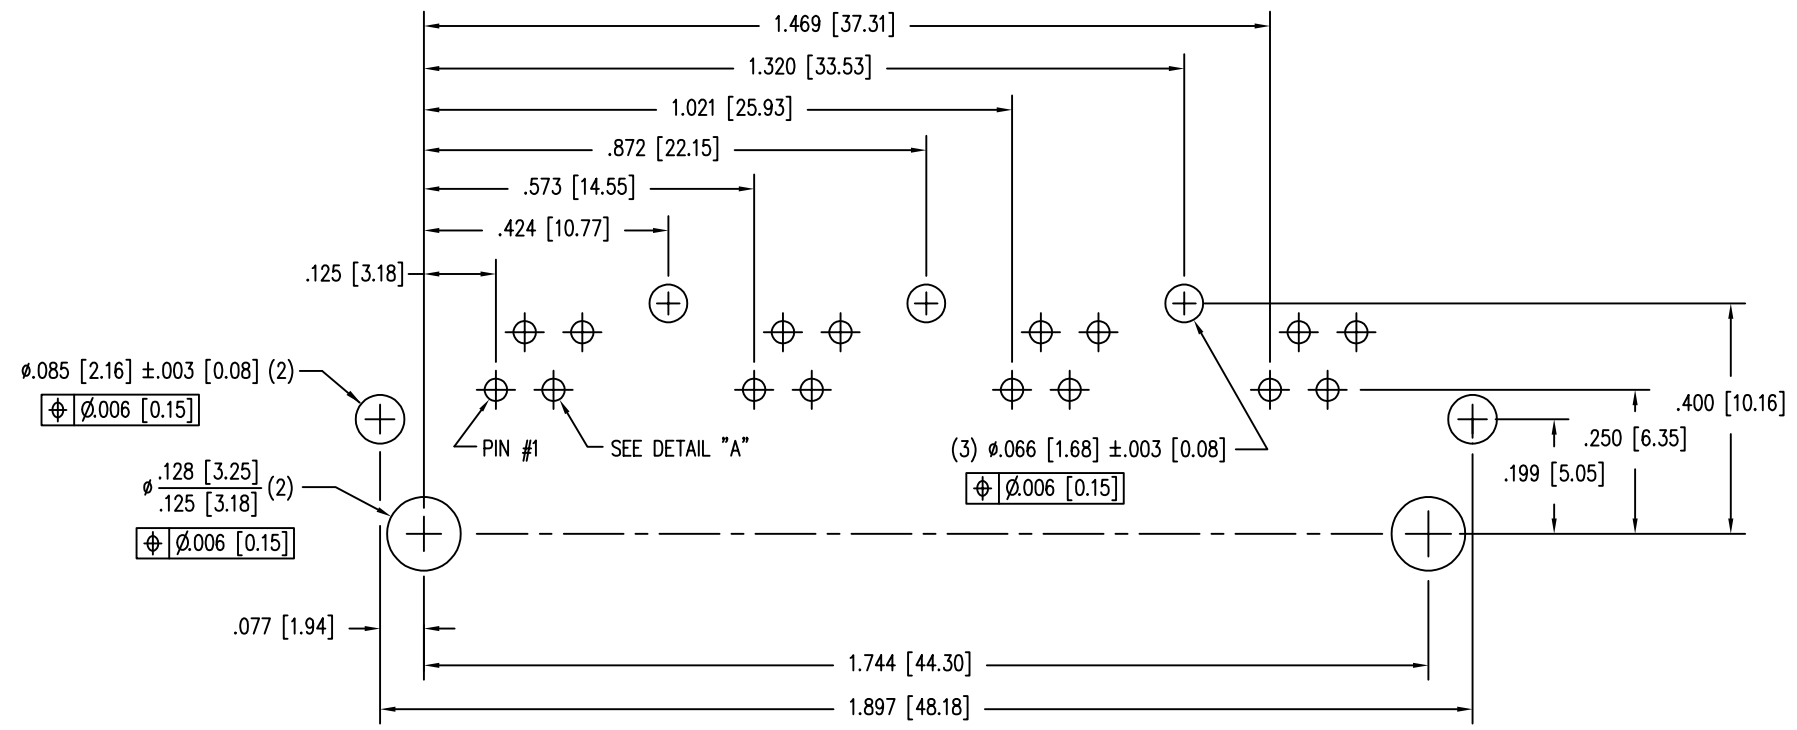 1.469 [37.31]
1.320 [33.53]
1.021 [25.93]
.872 [22.15]
.573 [14.55]
.424 [10.77]
.125 [3.18]
ø.085 [2.16] ±.003 [0.08] (2)
⌖ Ø.006 [0.15]
PIN #1
SEE DETAIL "A"
(3) ø.066 [1.68] ±.003 [0.08]
⌖ Ø.006 [0.15]
.400 [10.16]
.250 [6.35]
.199 [5.05]
ø .128 [3.25]
.125 [3.18] (2)
⌖ Ø.006 [0.15]
.077 [1.94]
1.744 [44.30]
1.897 [48.18]